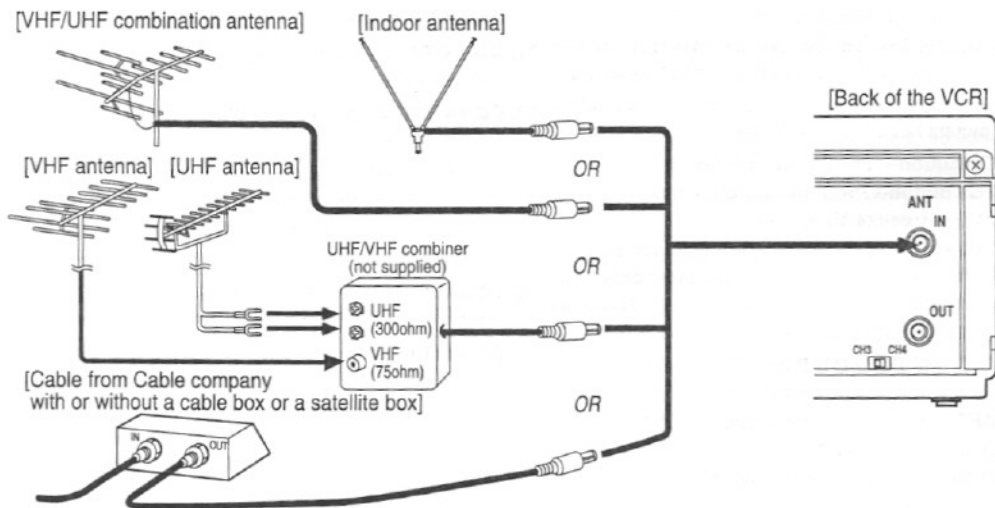 [VHF/UHF combination antenna]
[Indoor antenna]
[Back of the VCR]
OR
[VHF antenna]
[UHF antenna]
ANT
IN
UHF/VHF combiner
(not supplied)
OR
UHF
(300ohm)
VHF
(75ohm)
OUT
CH3
CH4
[Cable from Cable company
with or without a cable box or a satellite box]
OR
IN
OUT